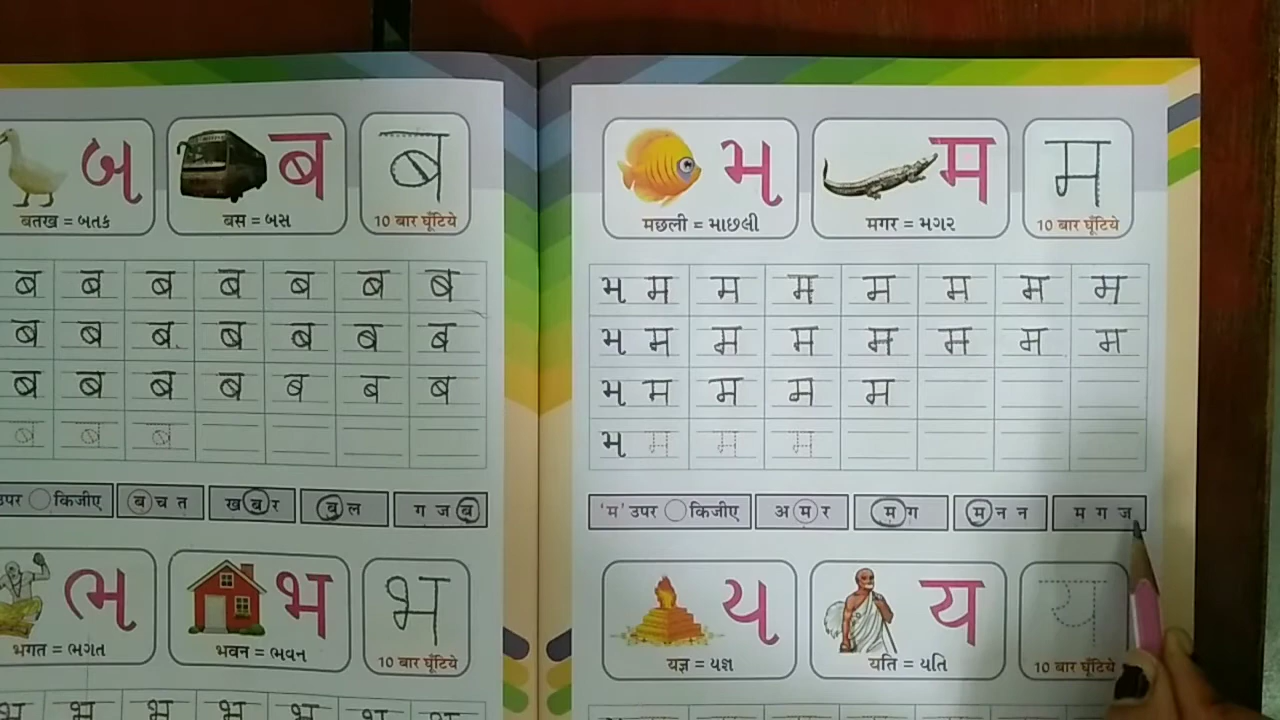 બ ब ब
बतख = બતક बस = બસ 10 बार घूँटिये
ब ब ब ब ब ब ब
ब ब ब ब ब ब ब
ब ब ब ब ब ब ब
ब ब ब
उपर किजीए ब च त ख ब र ब ल ग ज ब
ભ भ भ
भगत = ભગત भवन = ભવન 10 बार घूँटिये
भ भ भ भ भ भ भ
મ म म
मछली = માછલી मगर = મગર 10 बार घूँटिये
મ म म म म म म म
મ म म म म म म म
મ म म म म
મ म म म
'म' उपर किजीए अ म र म ग म न न म ग ज
ય य य
यज्ञ = યજ્ઞ यति = યતિ 10 बार घूँटिये